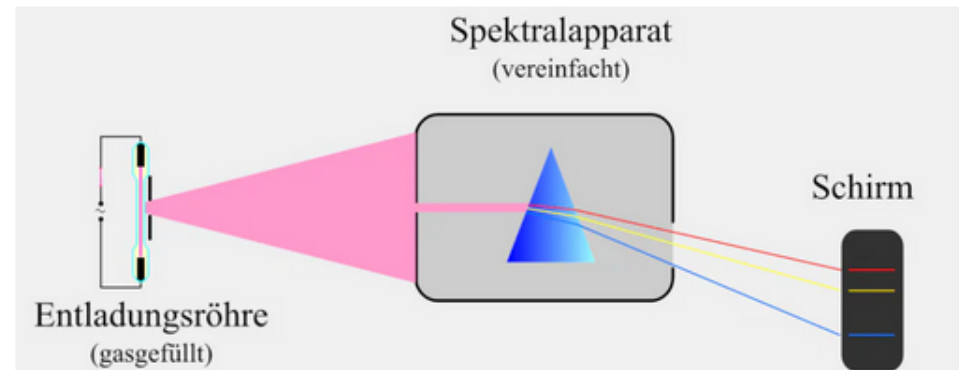 Spektralapparat
(vereinfacht)
Schirm
~
Entladungsröhre
(gasgefüllt)